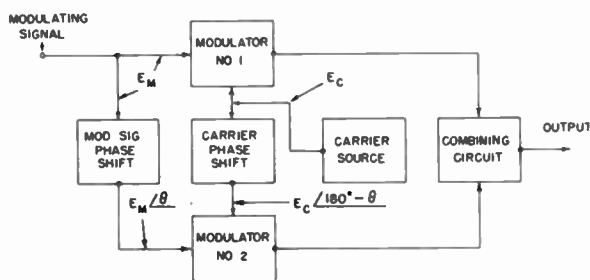 MODULATING
SIGNAL
MODULATOR
NO 1
E_M
E_C
MOD SIG
PHASE
SHIFT
CARRIER
PHASE
SHIFT
CARRIER
SOURCE
COMBINING
CIRCUIT
OUTPUT
E_M /θ
E_C /180° - θ
MODULATOR
NO 2